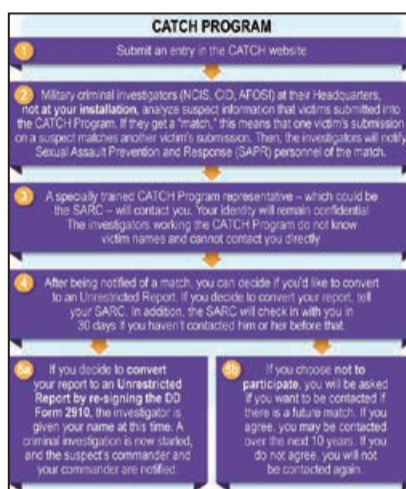 CATCH PROGRAM
1
Submit an entry in the CATCH website
2
Military criminal investigators (NCIS, CID, AFOSI) at their Headquarters,
not at your installation, analyze suspect information that victims submitted into
the CATCH Program. If they get a "match," this means that one victim's submission
on a suspect matches another victim's submission. Then, the investigators will notify
Sexual Assault Prevention and Response (SAPR) personnel of the match.
3
A specially trained CATCH Program representative – which could be
the SARC – will contact you. Your identity will remain confidential.
The investigators working the CATCH Program do not know
victim names and cannot contact you directly
4
After being notified of a match, you can decide if you'd like to convert
to an Unrestricted Report. If you decide to convert your report, tell
your SARC. In addition, the SARC will check in with you in
30 days if you haven't contacted him or her before that.
5a
If you decide to convert
your report to an Unrestricted
Report by re-signing the DD
Form 2910, the investigator is
given your name at this time. A
criminal investigation is now started,
and the suspect's commander and
your commander are notified.
5b
If you choose not to
participate, you will be asked
if you want to be contacted if
there is a future match. If you
agree, you may be contacted
over the next 10 years. If you
do not agree, you will not
be contacted again.